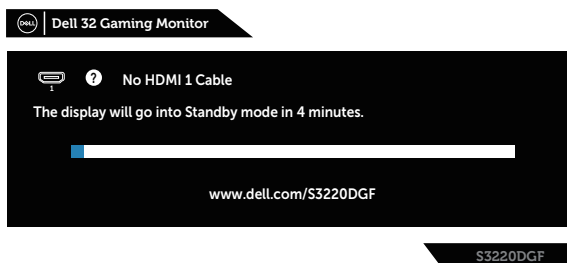 DELL Dell 32 Gaming Monitor
? No HDMI 1 Cable
1
The display will go into Standby mode in 4 minutes.
www.dell.com/S3220DGF
S3220DGF